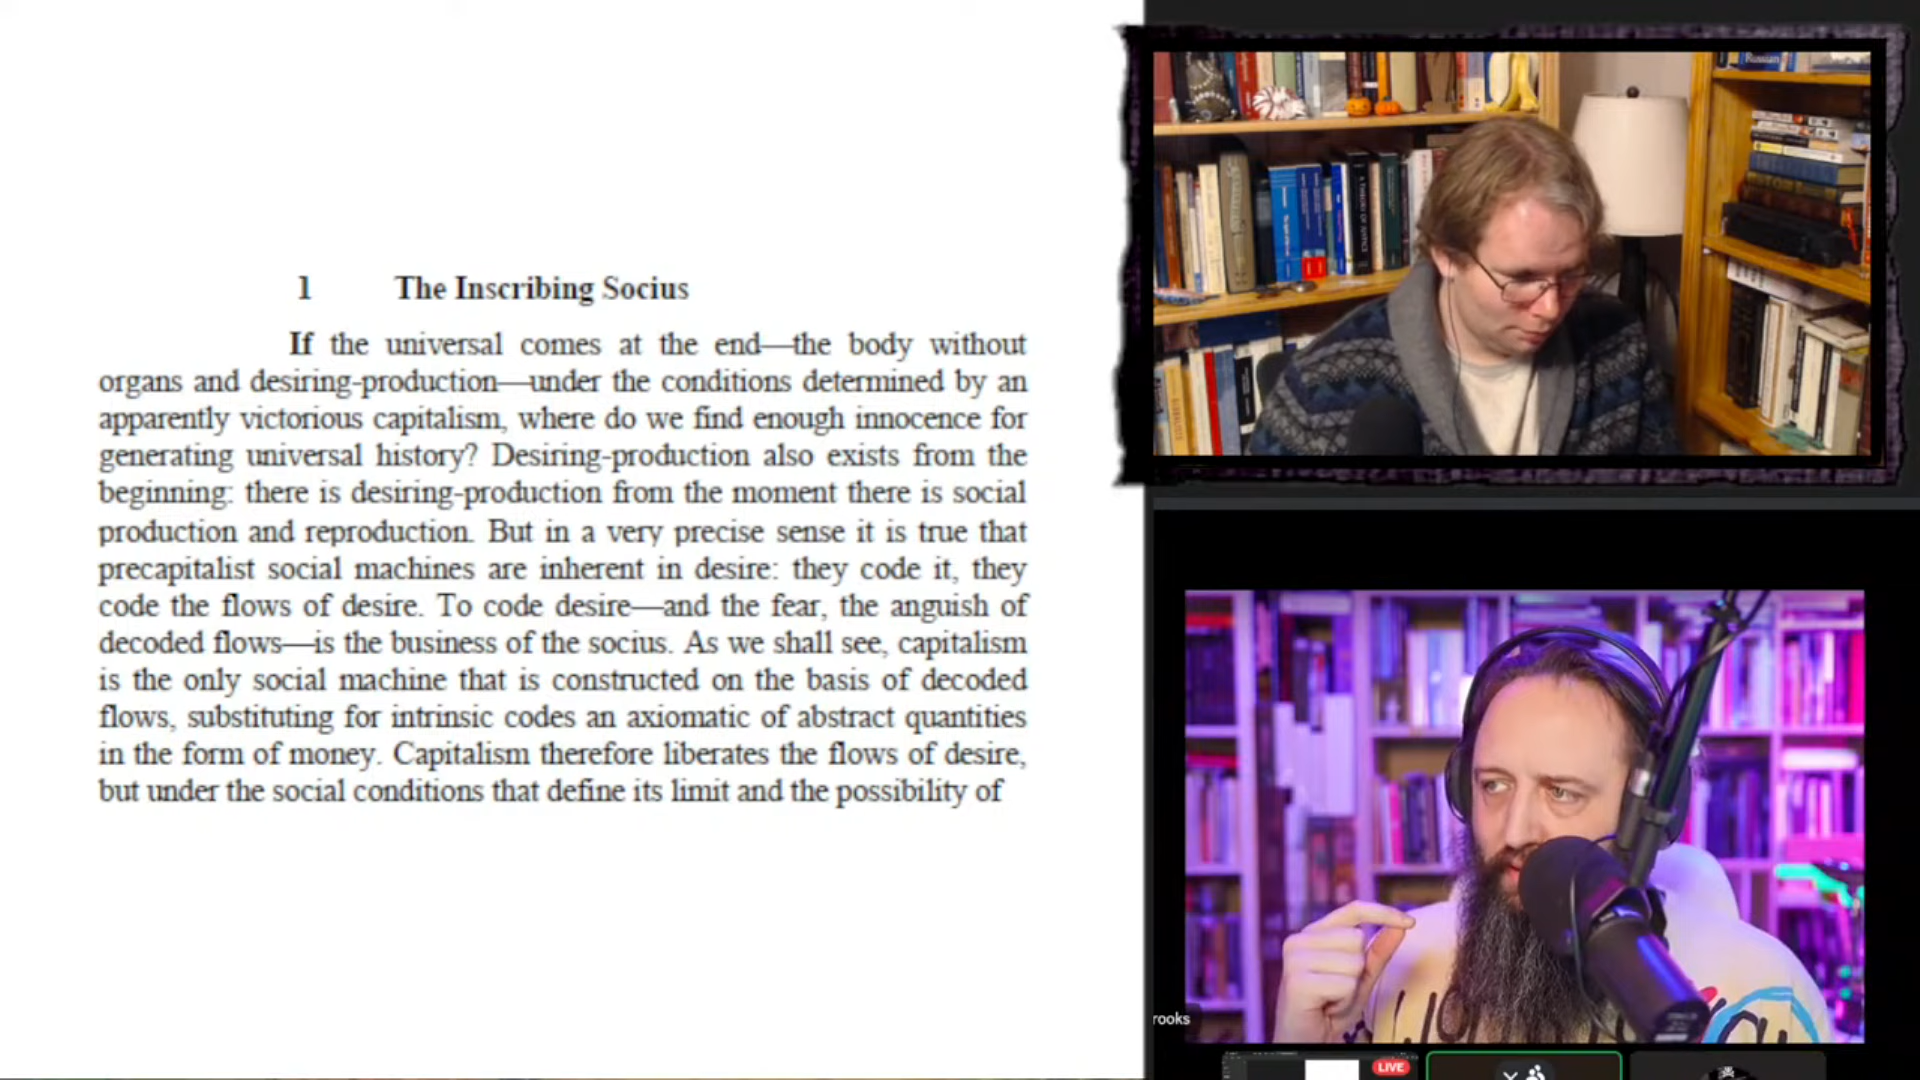 1 The Inscribing Socius
If the universal comes at the end—the body without
organs and desiring-production—under the conditions determined by an
apparently victorious capitalism, where do we find enough innocence for
generating universal history? Desiring-production also exists from the
beginning: there is desiring-production from the moment there is social
production and reproduction. But in a very precise sense it is true that
precapitalist social machines are inherent in desire: they code it, they
code the flows of desire. To code desire—and the fear, the anguish of
decoded flows—is the business of the socius. As we shall see, capitalism
is the only social machine that is constructed on the basis of decoded
flows, substituting for intrinsic codes an axiomatic of abstract quantities
in the form of money. Capitalism therefore liberates the flows of desire,
but under the social conditions that define its limit and the possibility of
Russian
rooks
LIVE